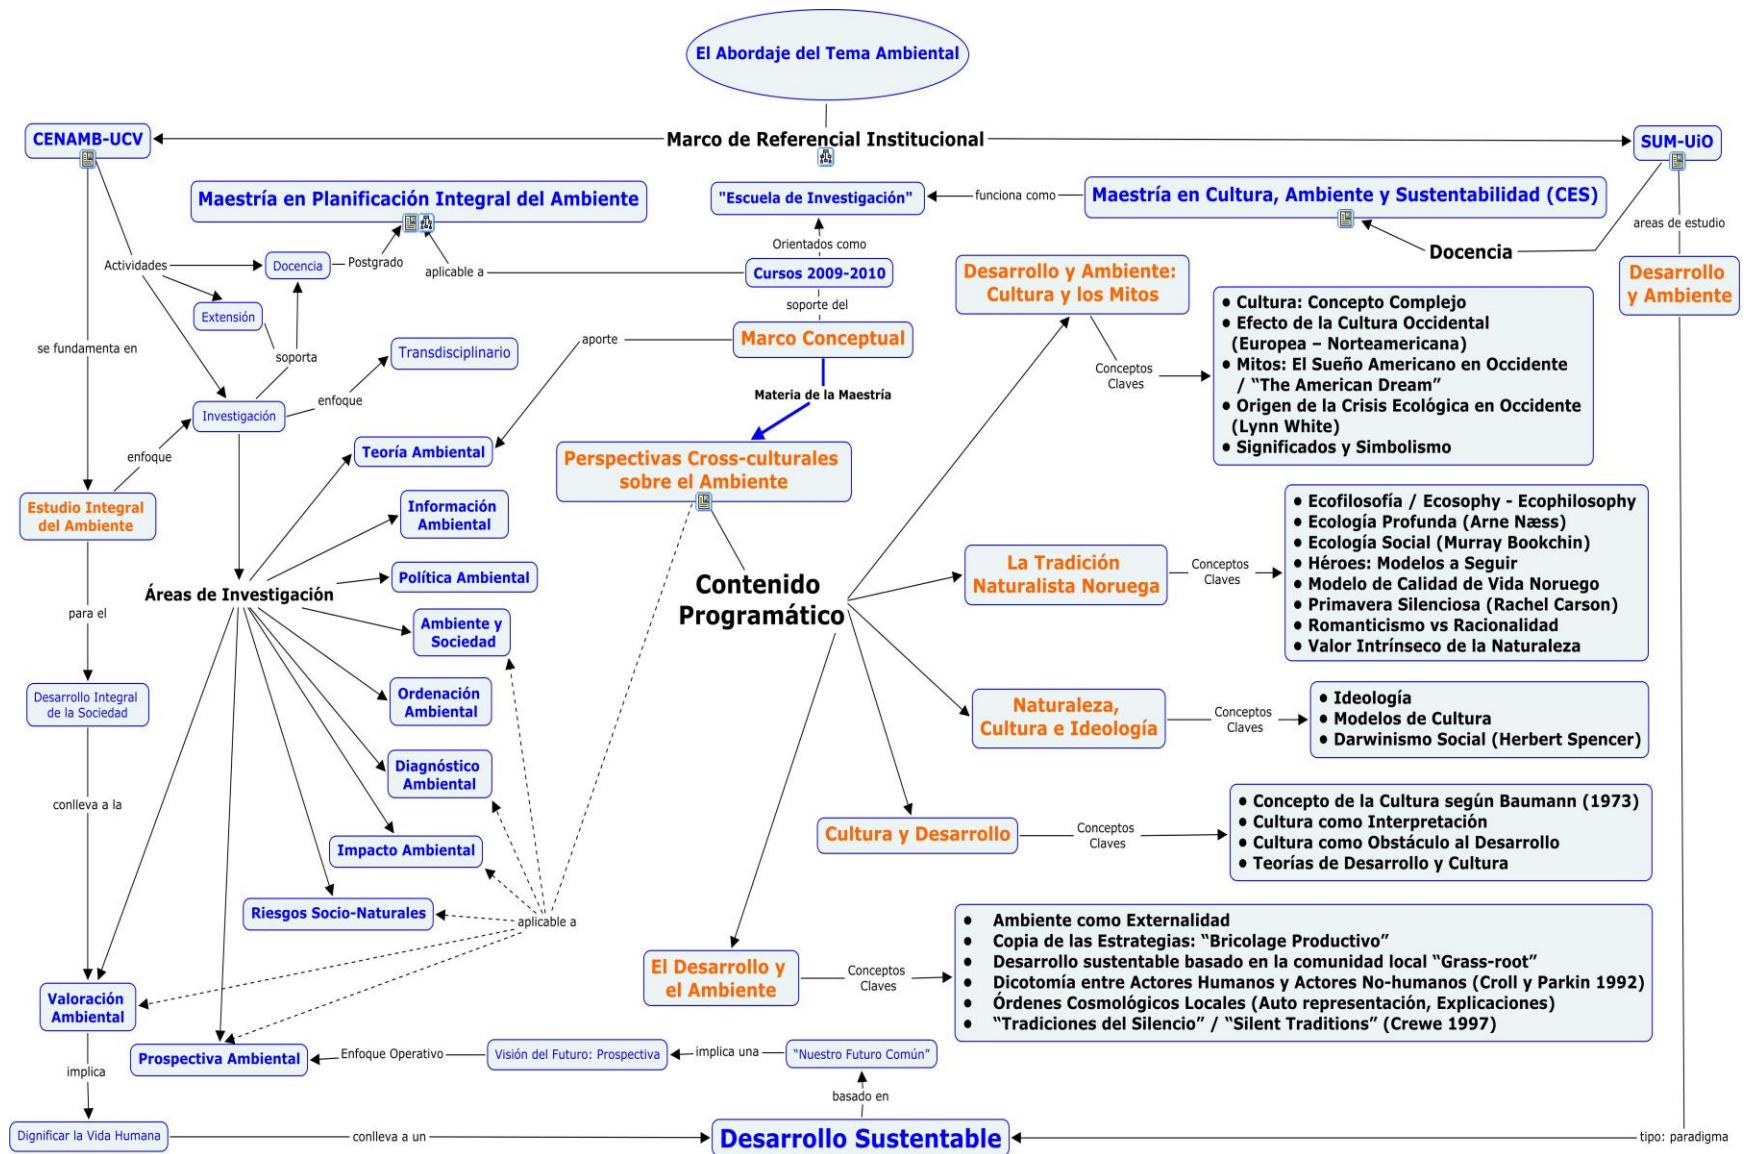 El Abordaje del Tema Ambiental
CENAMB-UCV
Marco de Referencial Institucional
SUM-UiO
Maestría en Planificación Integral del Ambiente
"Escuela de Investigación"
funciona como
Maestría en Cultura, Ambiente y Sustentabilidad (CES)
areas de estudio
Orientados como
Docencia
Actividades
Docencia
Postgrado
aplicable a
Cursos 2009-2010
Desarrollo y Ambiente:
Cultura y los Mitos
Desarrollo
y Ambiente
soporte del
Extensión
se fundamenta en
soporta
Transdisciplinario
aporte
Marco Conceptual
Conceptos
Claves
● Cultura: Concepto Complejo
● Efecto de la Cultura Occidental
(Europea – Norteamericana)
● Mitos: El Sueño Americano en Occidente
/ “The American Dream”
● Origen de la Crisis Ecológica en Occidente
(Lynn White)
● Significados y Simbolismo
Materia de la Maestría
enfoque
Investigación
enfoque
Teoría Ambiental
Perspectivas Cross-culturales
sobre el Ambiente
Estudio Integral
del Ambiente
Información
Ambiental
Política Ambiental
Áreas de Investigación
para el
Ambiente y
Sociedad
Contenido
Programático
La Tradición
Naturalista Noruega
Conceptos
Claves
● Ecofilosofía / Ecosophy - Ecophilosophy
● Ecología Profunda (Arne Næss)
● Ecología Social (Murray Bookchin)
● Héroes: Modelos a Seguir
● Modelo de Calidad de Vida Noruego
● Primavera Silenciosa (Rachel Carson)
● Romanticismo vs Racionalidad
● Valor Intrínseco de la Naturaleza
Desarrollo Integral
de la Sociedad
Ordenación
Ambiental
Naturaleza,
Cultura e Ideología
Conceptos
Claves
● Ideología
● Modelos de Cultura
● Darwinismo Social (Herbert Spencer)
Diagnóstico
Ambiental
conlleva a la
Impacto Ambiental
Cultura y Desarrollo
Conceptos
Claves
● Concepto de la Cultura según Baumann (1973)
● Cultura como Interpretación
● Cultura como Obstáculo al Desarrollo
● Teorías de Desarrollo y Cultura
Riesgos Socio-Naturales
aplicable a
El Desarrollo y
el Ambiente
Conceptos
Claves
● Ambiente como Externalidad
● Copia de las Estrategias: “Bricolage Productivo”
● Desarrollo sustentable basado en la comunidad local “Grass-root”
● Dicotomía entre Actores Humanos y Actores No-humanos (Croll y Parkin 1992)
● Órdenes Cosmológicos Locales (Auto representación, Explicaciones)
● “Tradiciones del Silencio” / “Silent Traditions” (Crewe 1997)
Valoración
Ambiental
Prospectiva Ambiental
Enfoque Operativo
Visión del Futuro: Prospectiva
implica una
“Nuestro Futuro Común”
implica
basado en
Dignificar la Vida Humana
conlleva a un
Desarrollo Sustentable
tipo: paradigma